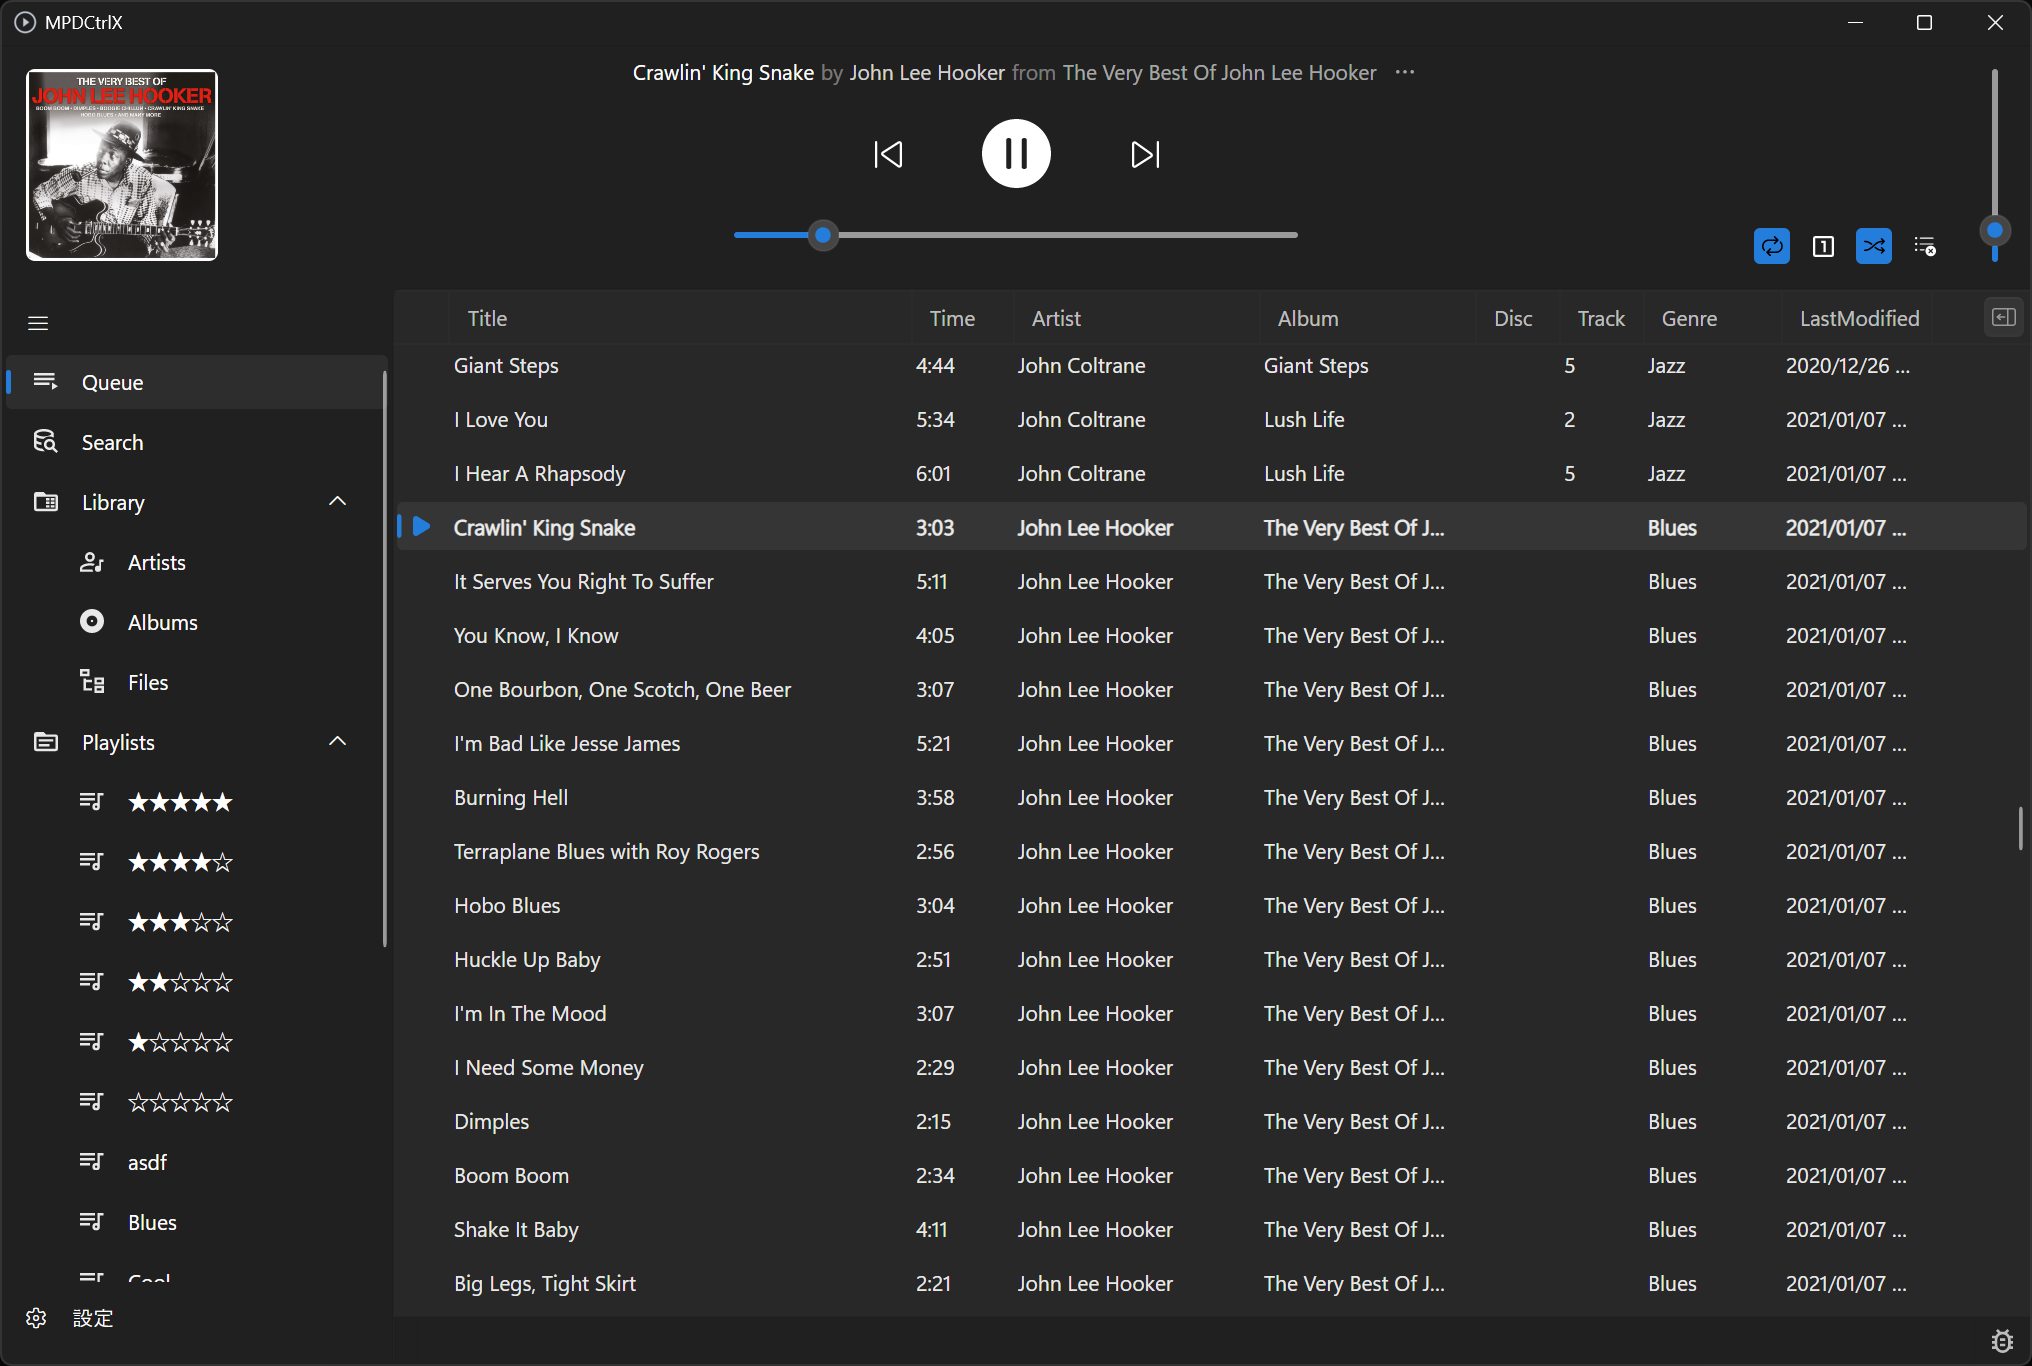 MPDCtrlX
THE VERY BEST OF
JOHN LEE HOOKER
BOOM BOOM • DIMPLES • BOOGIE CHILLUN • CRAWLIN' KING SNAKE
HOBO BLUES • AND MANY MORE
Crawlin' King Snake by John Lee Hooker from The Very Best Of John Lee Hooker ...
1
Title Time Artist Album Disc Track Genre LastModified
Giant Steps 4:44 John Coltrane Giant Steps 5 Jazz 2020/12/26 ...
I Love You 5:34 John Coltrane Lush Life 2 Jazz 2021/01/07 ...
I Hear A Rhapsody 6:01 John Coltrane Lush Life 5 Jazz 2021/01/07 ...
Crawlin' King Snake 3:03 John Lee Hooker The Very Best Of J... Blues 2021/01/07 ...
It Serves You Right To Suffer 5:11 John Lee Hooker The Very Best Of J... Blues 2021/01/07 ...
You Know, I Know 4:05 John Lee Hooker The Very Best Of J... Blues 2021/01/07 ...
One Bourbon, One Scotch, One Beer 3:07 John Lee Hooker The Very Best Of J... Blues 2021/01/07 ...
I'm Bad Like Jesse James 5:21 John Lee Hooker The Very Best Of J... Blues 2021/01/07 ...
Burning Hell 3:58 John Lee Hooker The Very Best Of J... Blues 2021/01/07 ...
Terraplane Blues with Roy Rogers 2:56 John Lee Hooker The Very Best Of J... Blues 2021/01/07 ...
Hobo Blues 3:04 John Lee Hooker The Very Best Of J... Blues 2021/01/07 ...
Huckle Up Baby 2:51 John Lee Hooker The Very Best Of J... Blues 2021/01/07 ...
I'm In The Mood 3:07 John Lee Hooker The Very Best Of J... Blues 2021/01/07 ...
I Need Some Money 2:29 John Lee Hooker The Very Best Of J... Blues 2021/01/07 ...
Dimples 2:15 John Lee Hooker The Very Best Of J... Blues 2021/01/07 ...
Boom Boom 2:34 John Lee Hooker The Very Best Of J... Blues 2021/01/07 ...
Shake It Baby 4:11 John Lee Hooker The Very Best Of J... Blues 2021/01/07 ...
Big Legs, Tight Skirt 2:21 John Lee Hooker The Very Best Of J... Blues 2021/01/07 ...
Queue
Search
Library
Artists
Albums
Files
Playlists
★★★★★
★★★★☆
★★★☆☆
★★☆☆☆
★☆☆☆☆
☆☆☆☆☆
asdf
Blues
Cool
設定